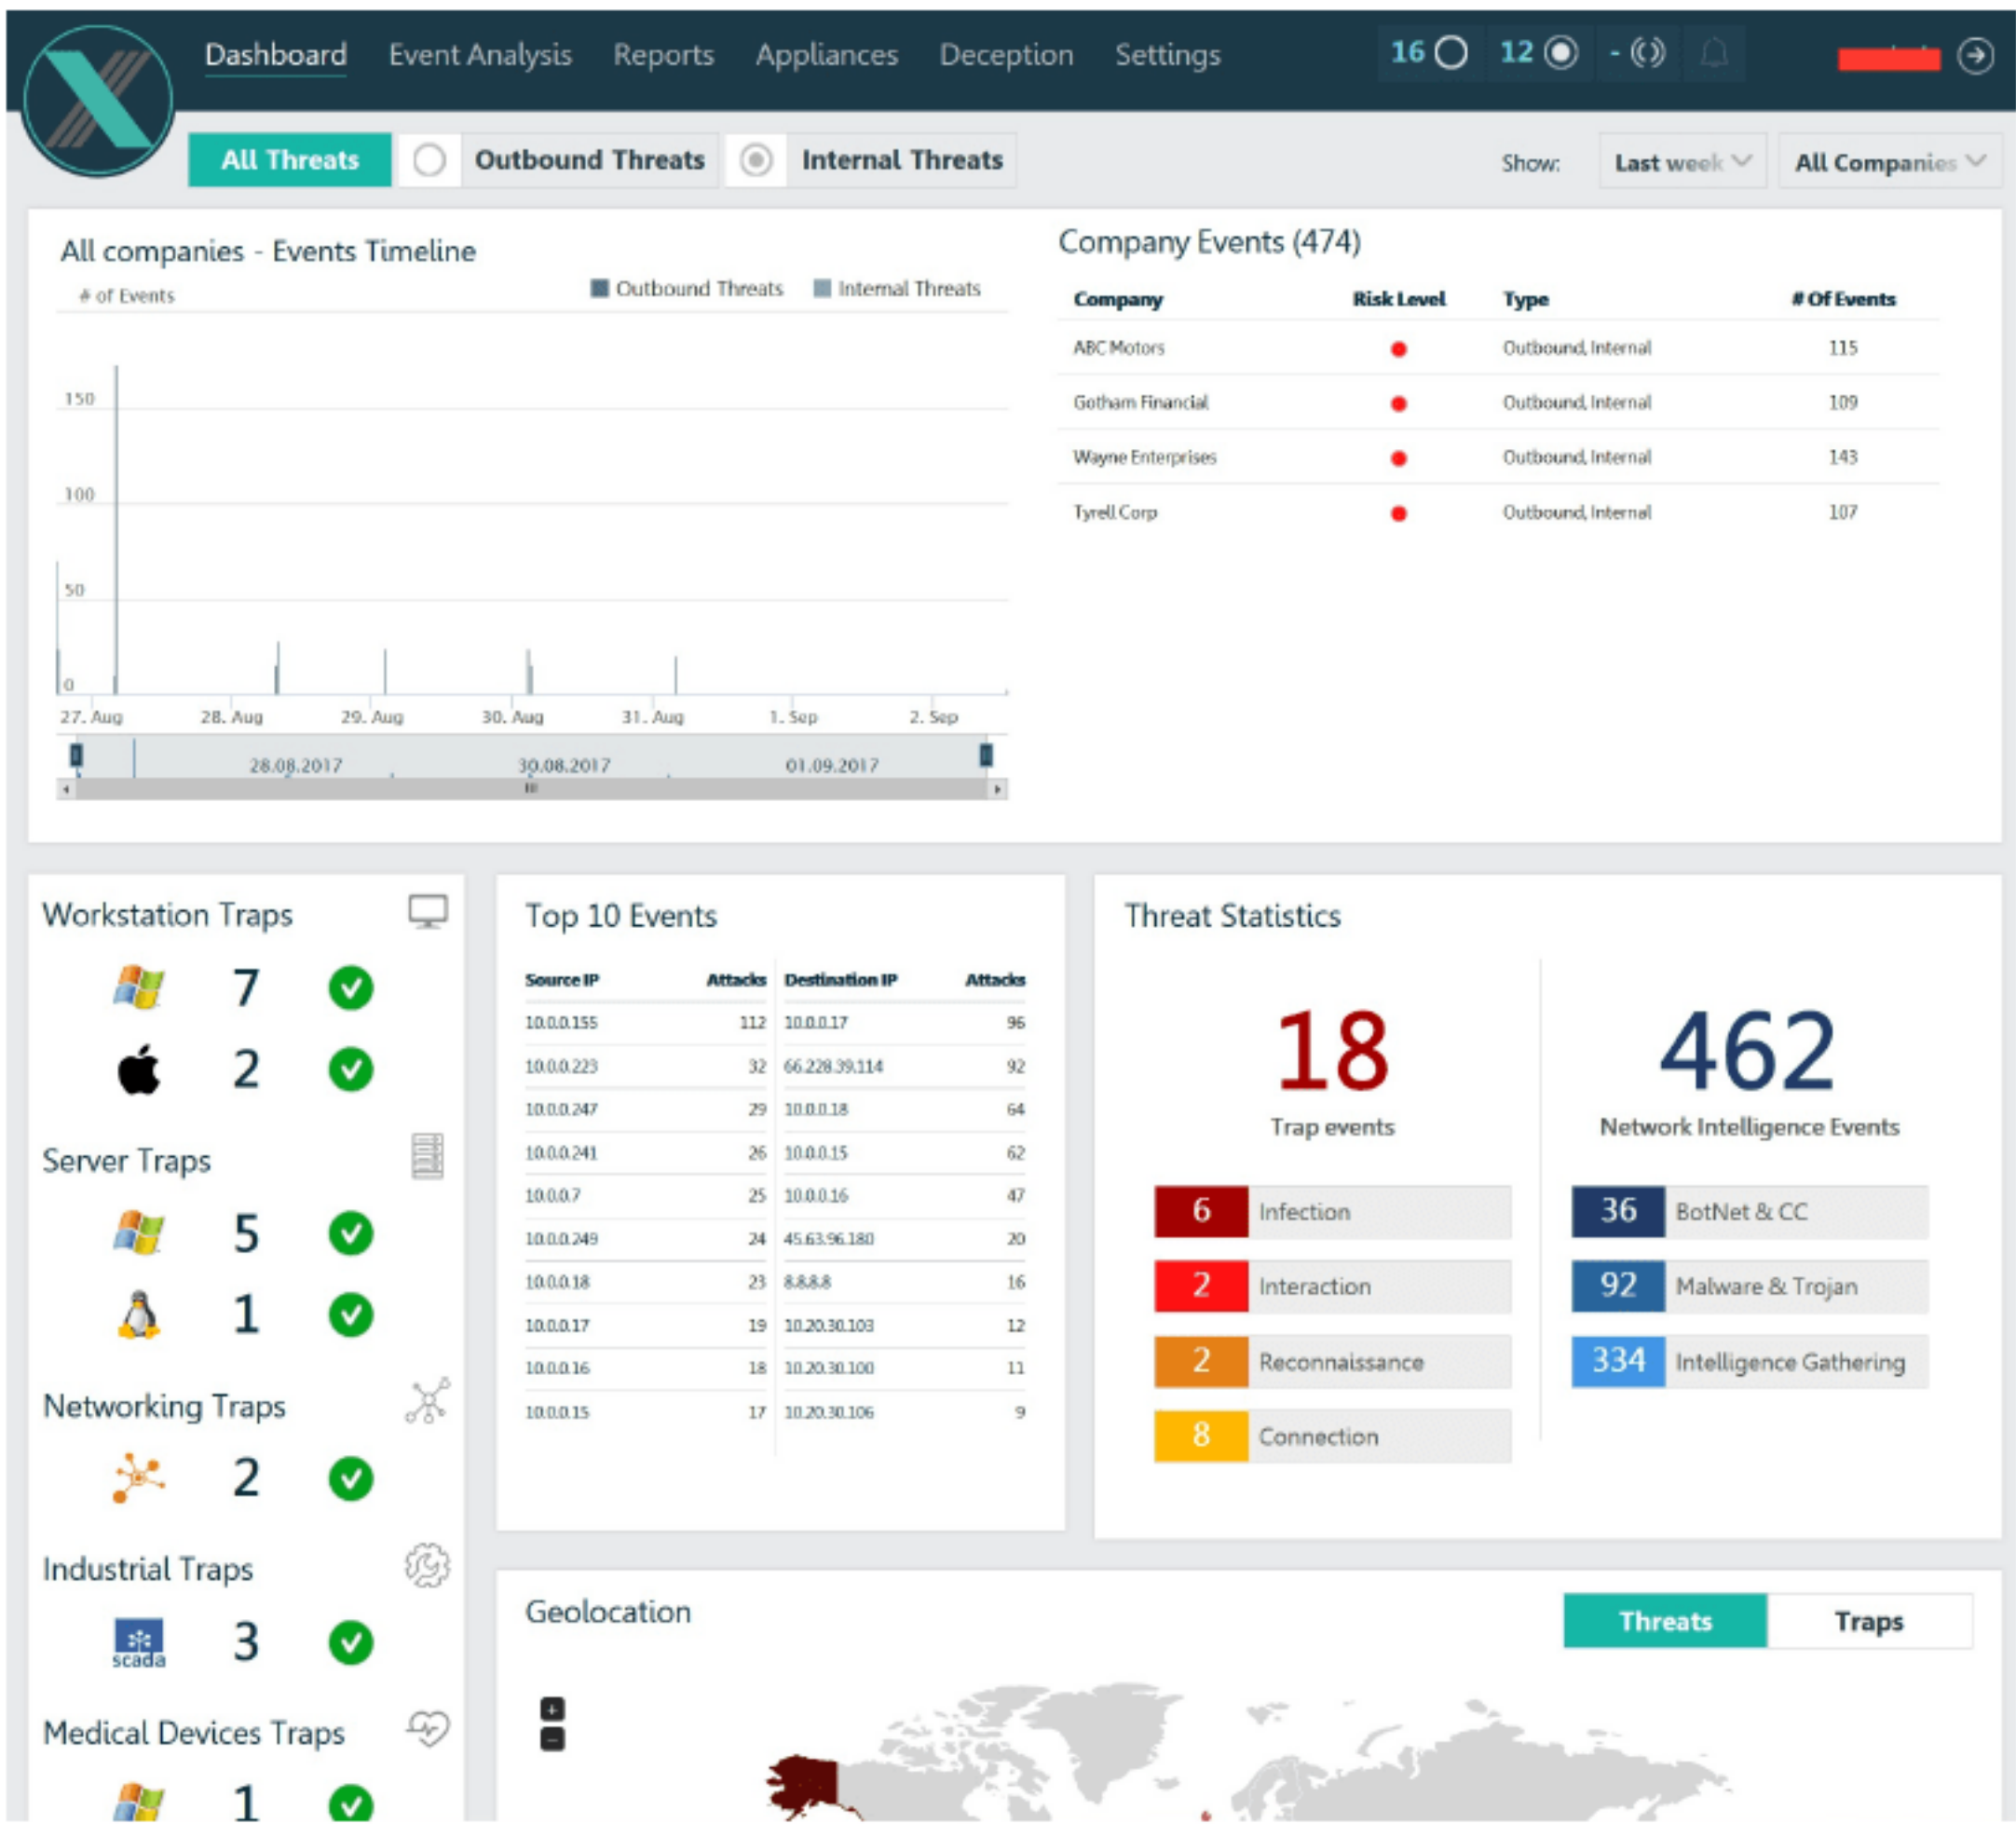 Dashboard Event Analysis Reports Appliances Deception Settings 16 12 -
All Threats Outbound Threats Internal Threats Show: Last week All Companies
All companies - Events Timeline
# of Events
Outbound Threats Internal Threats
150
100
50
0
27. Aug 28. Aug 29. Aug 30. Aug 31. Aug 1. Sep 2. Sep
28.08.2017 30.08.2017 01.09.2017
Company Events (474)
Company Risk Level Type # Of Events
ABC Motors Outbound, Internal 115
Gotham Financial Outbound, Internal 109
Wayne Enterprises Outbound, Internal 143
Tyrell Corp Outbound, Internal 107
Workstation Traps
7
2
Server Traps
5
1
Networking Traps
2
Industrial Traps
scada 3
Medical Devices Traps
1
Top 10 Events
Source IP Attacks Destination IP Attacks
10.0.0.155 112 10.0.0.17 96
10.0.0.223 32 66.228.39.114 92
10.0.0.247 29 10.0.0.18 64
10.0.0.241 26 10.0.0.15 62
10.0.0.7 25 10.0.0.16 47
10.0.0.249 24 45.63.96.180 20
10.0.0.18 23 8.8.8.8 16
10.0.0.17 19 10.20.30.103 12
10.0.0.16 18 10.20.30.100 11
10.0.0.15 17 10.20.30.106 9
Threat Statistics
18
Trap events
6 Infection
2 Interaction
2 Reconnaissance
8 Connection
462
Network Intelligence Events
36 BotNet & CC
92 Malware & Trojan
334 Intelligence Gathering
Geolocation
Threats Traps
+
-